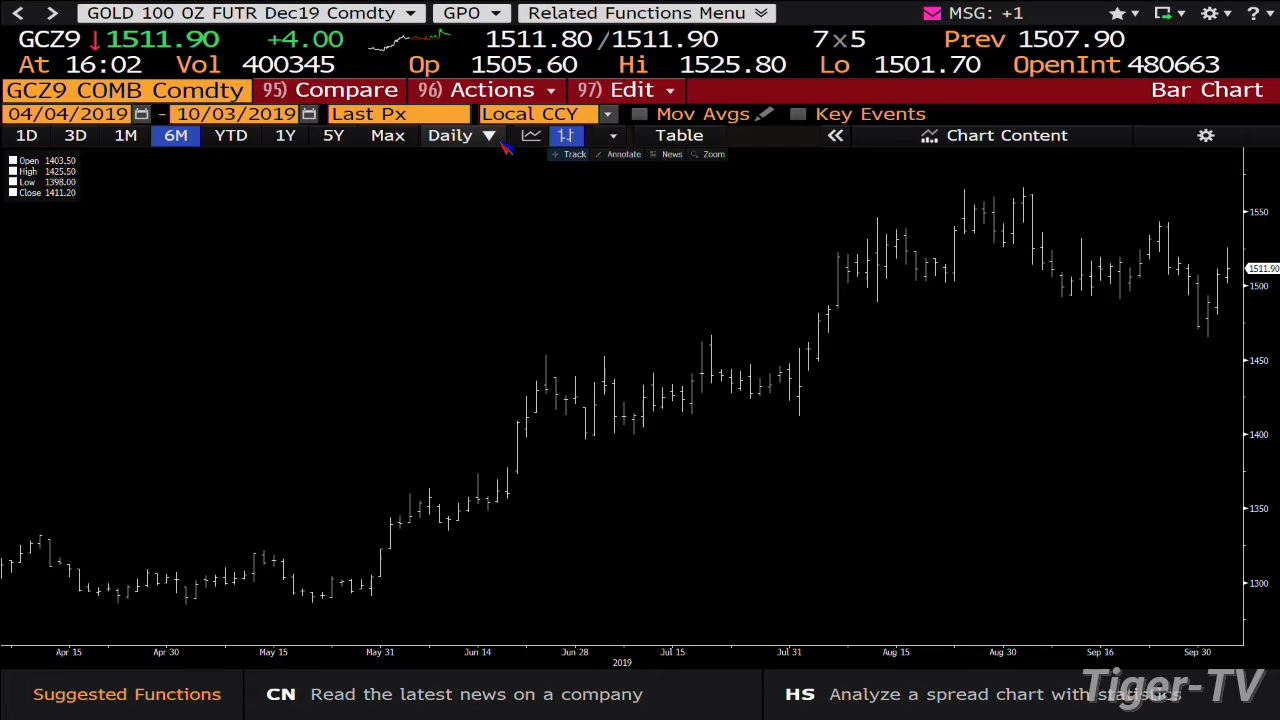 GOLD 100 OZ FUTR Dec19 Comdty GPO Related Functions Menu MSG: +1 ?
GCZ9 ↓1511.90 +4.00 1511.80/1511.90 7x5 Prev 1507.90
At 16:02 Vol 400345 Op 1505.60 Hi 1525.80 Lo 1501.70 OpenInt 480663
GCZ9 COMB Comdty 95) Compare 96) Actions 97) Edit Bar Chart
04/04/2019 - 10/03/2019 Last Px Local CCY Mov Avgs Key Events
1D 3D 1M 6M YTD 1Y 5Y Max Daily ▼ Table « Chart Content
Track Annotate News Zoom
Open 1403.50
High 1425.50
Low 1398.00
Close 1411.20
1550
1511.90
1500
1450
1400
1350
1300
Apr 15 Apr 30 May 15 May 31 Jun 14 Jun 28 Jul 15 Jul 31 Aug 15 Aug 30 Sep 16 Sep 30
2019
Suggested Functions CN Read the latest news on a company HS Analyze a spread chart with statistics
Tiger-TV